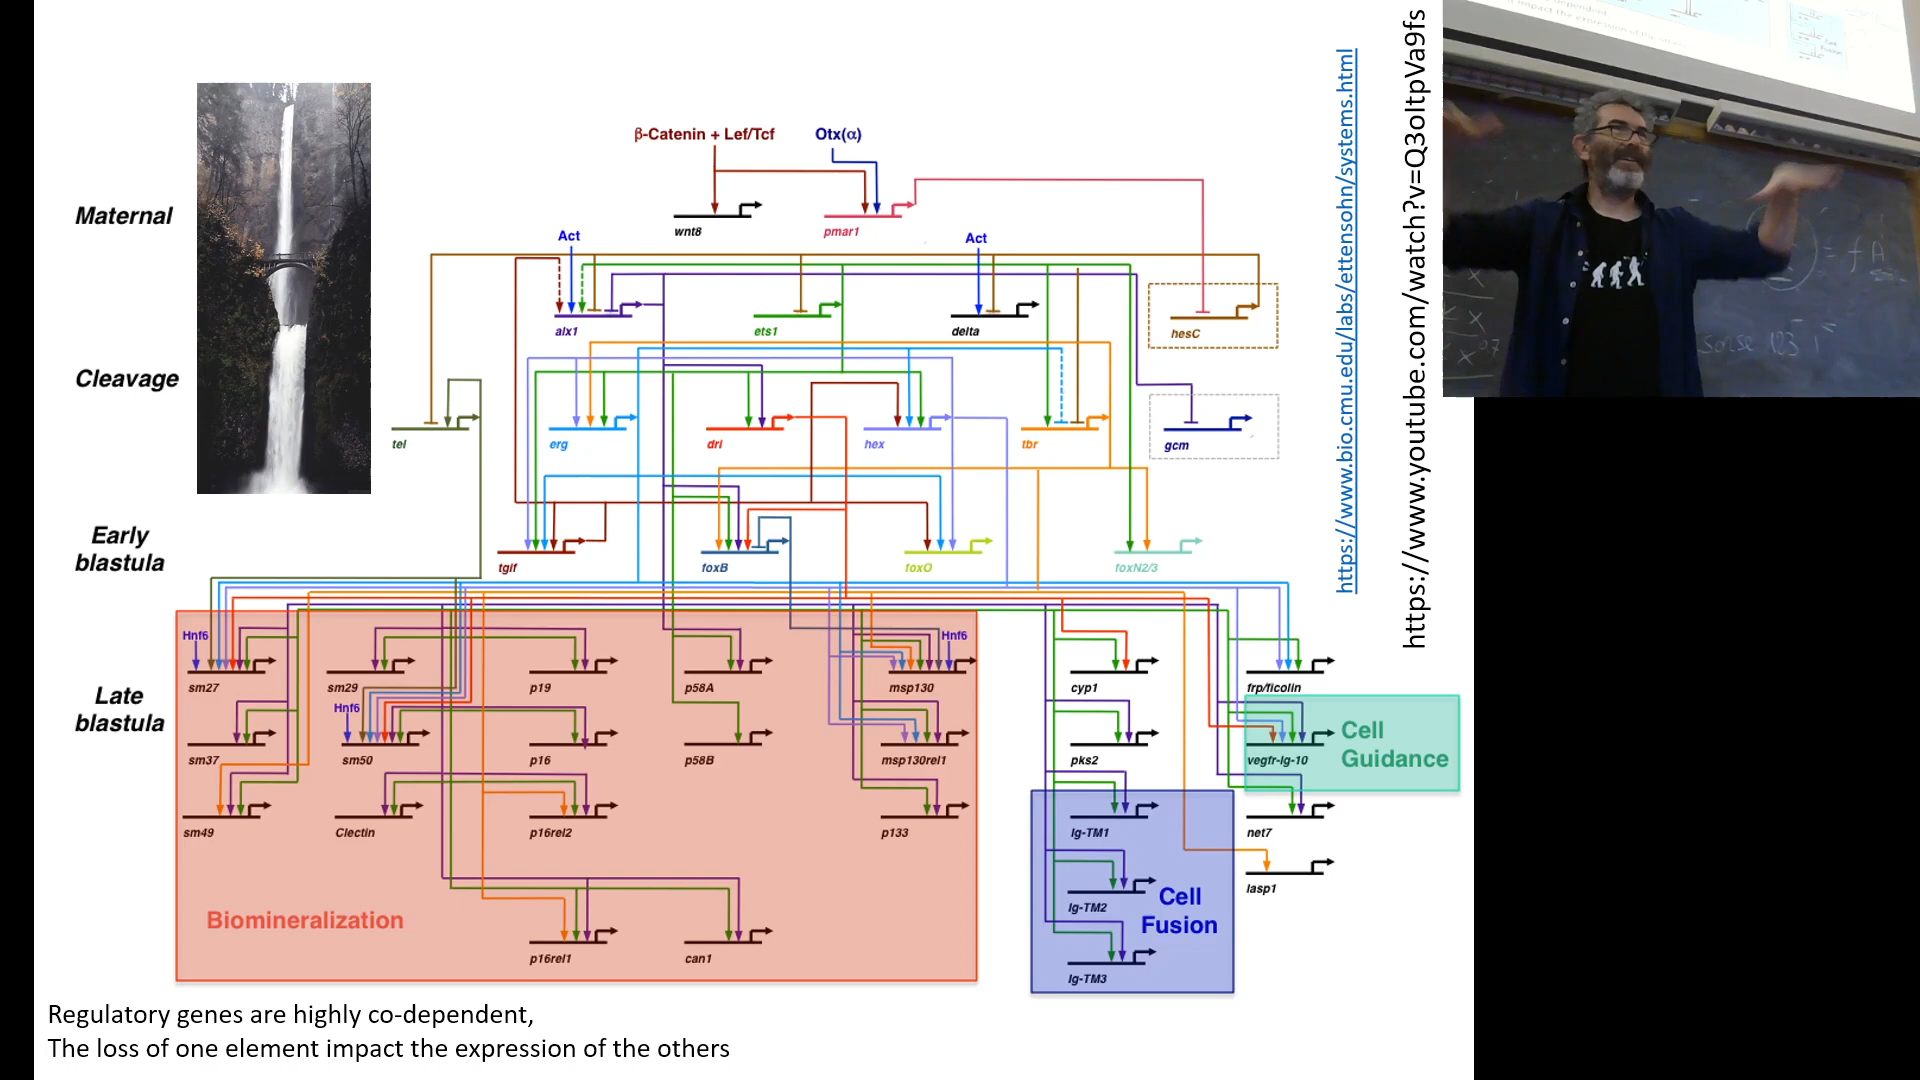 β-Catenin + Lef/Tcf
Otx(α)
Maternal
wnt8
pmar1
Act
Act
alx1
ets1
delta
hesC
Cleavage
tel
erg
dri
hex
tbr
gcm
Early
blastula
tgif
foxB
foxO
foxN2/3
Late
blastula
Hnf6
Hnf6
sm27
sm29
p19
p58A
msp130
cyp1
frp/ficolin
Hnf6
sm37
sm50
p16
p58B
msp130rel1
pks2
vegfr-Ig-10
Cell
Guidance
sm49
Clectin
p16rel2
p133
Ig-TM1
net7
lasp1
Ig-TM2
Cell
Fusion
Biomineralization
p16rel1
can1
Ig-TM3
Regulatory genes are highly co-dependent,
The loss of one element impact the expression of the others
https://www.bio.cmu.edu/labs/ettensohn/systems.html
https://www.youtube.com/watch?v=Q3oItpVa9fs